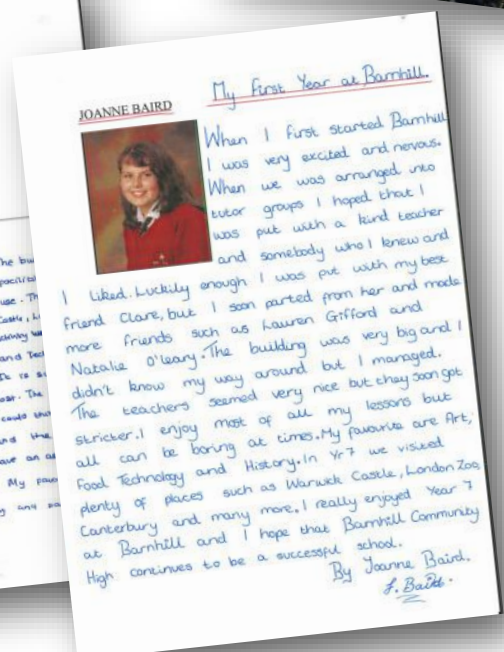 My First Year at Barnhill.
JOANNE BAIRD
When I first started Barnhill
I was very excited and nevous.
When we was arranged into
tutor groups I hoped that I
was put with a kind teacher
and somebody who I knew and
I liked. Luckily enough I was put with my best
friend Clare, but I soon parted from her and made
more friends such as Lauren Gifford and
Natalie O'leary. The building was very big and I
didn't know my way around but I managed.
The teachers seemed very nice but they soon got
stricter. I enjoy most of all my lessons but
all can be boring at times. My favourite are Art,
Food Technology and History. In Yr7 we visited
plenty of places such as Warwick Castle, London Zoo,
Canterbury and many more. I really enjoyed Year 7
at Barnhill and I hope that Barnhill Community
High continues to be a successful school.
By Joanne Baird.
J. Baird.